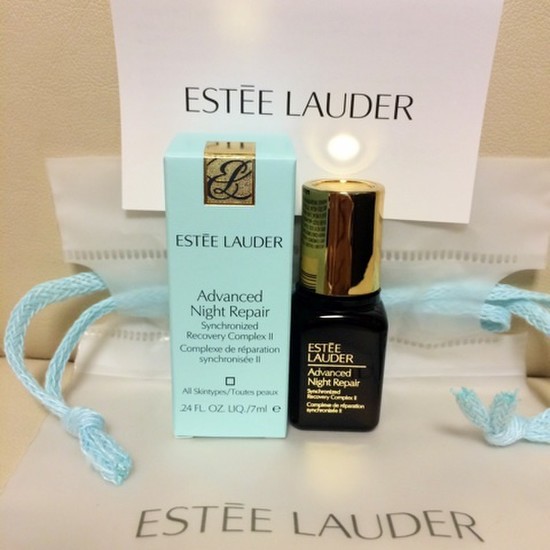 ESTĒE LAUDER
ESTĒE LAUDER
Advanced
Night Repair
Synchronized
Recovery Complex II
Complexe de réparation
synchronisée II
All Skintypes/Toutes peaux
.24 FL. OZ. LIQ./7ml e
ESTĒE
LAUDER
Advanced
Night Repair
Synchronized
Recovery Complex II
Complexe de réparation
synchronisée II
ESTĒE LAUDER